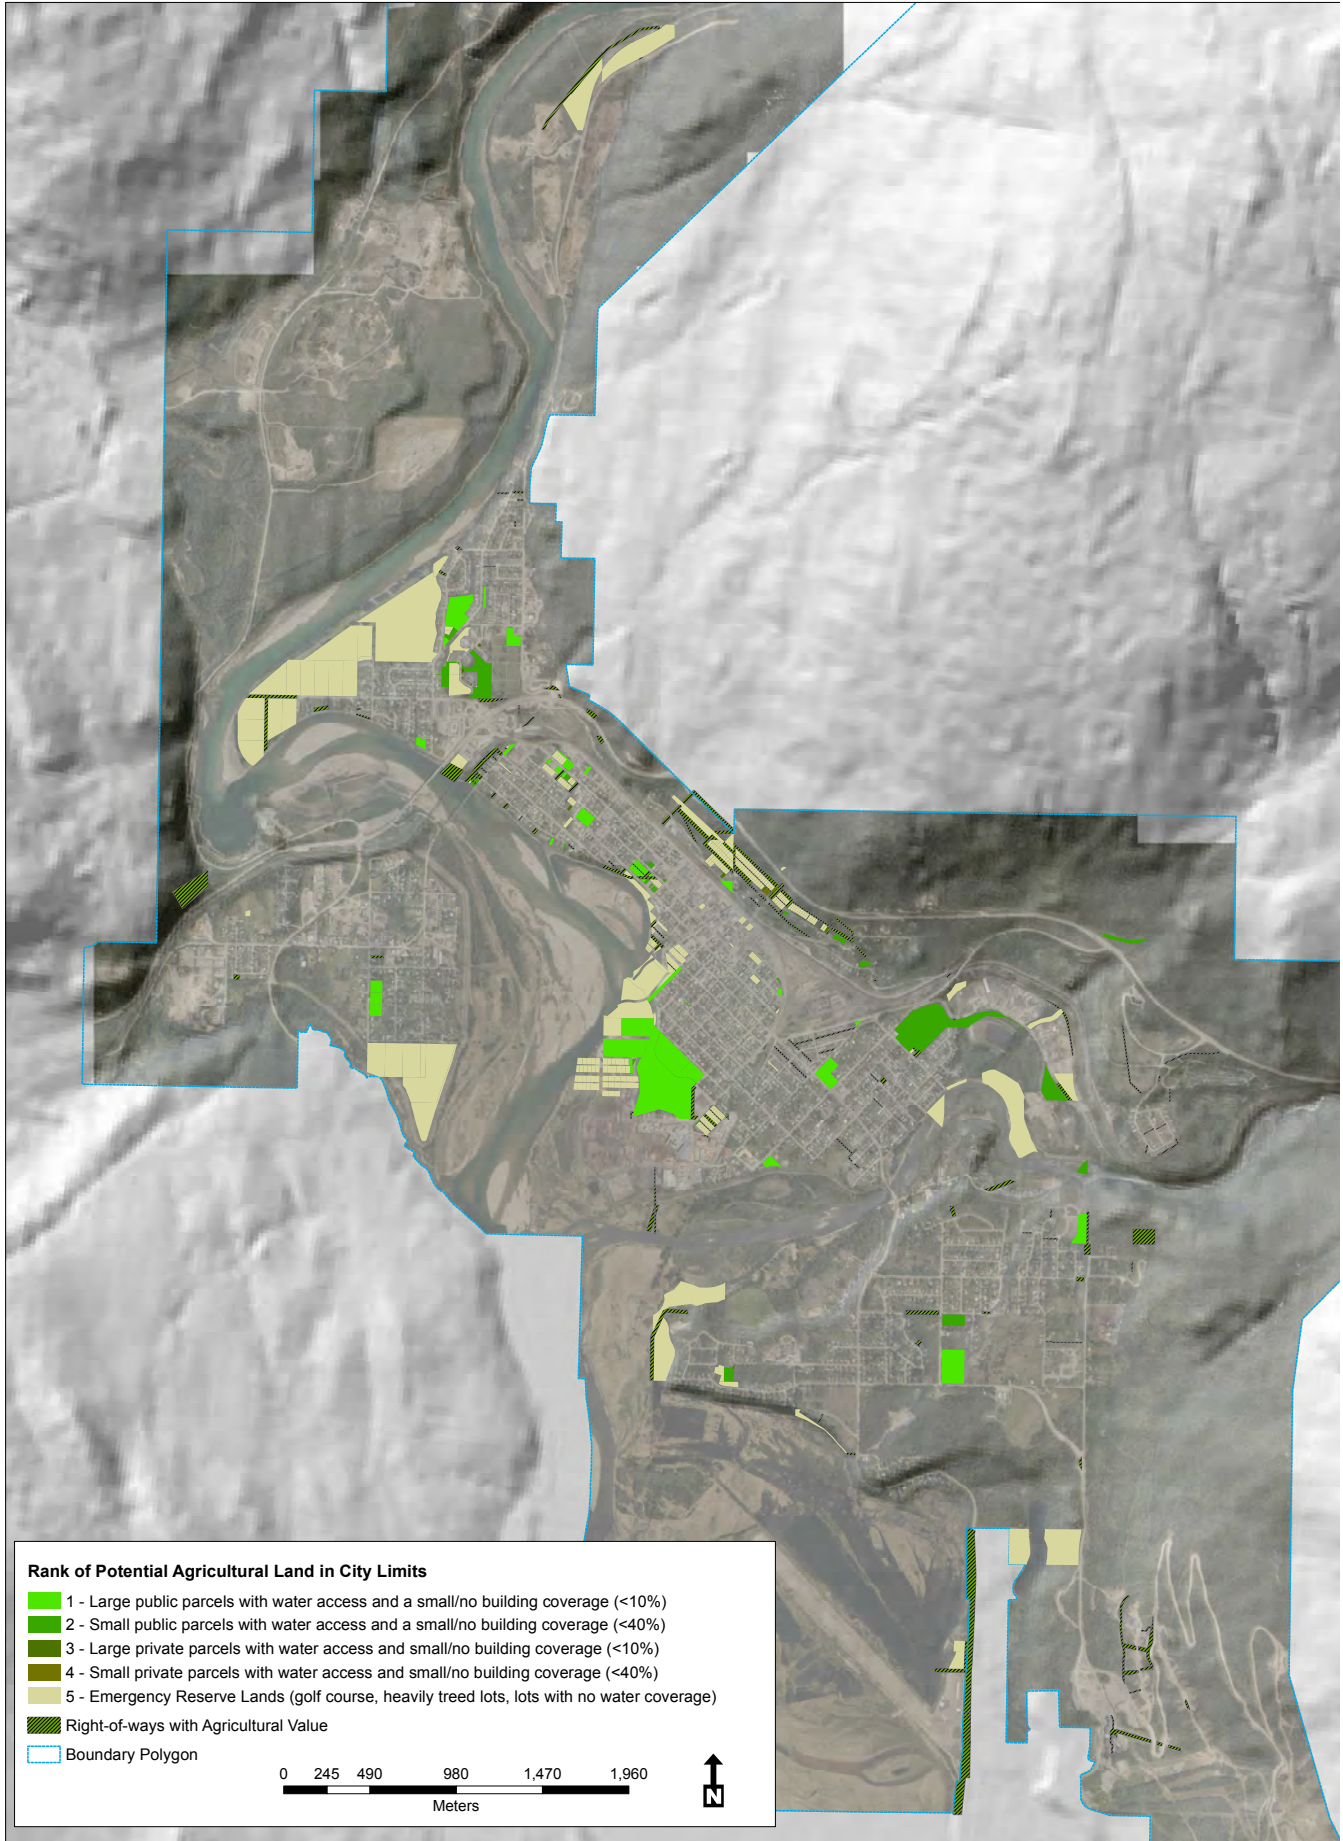 Rank of Potential Agricultural Land in City Limits
1 - Large public parcels with water access and a small/no building coverage (<10%)
2 - Small public parcels with water access and a small/no building coverage (<40%)
3 - Large private parcels with water access and small/no building coverage (<10%)
4 - Small private parcels with water access and small/no building coverage (<40%)
5 - Emergency Reserve Lands (golf course, heavily treed lots, lots with no water coverage)
Right-of-ways with Agricultural Value
Boundary Polygon
0 245 490 980 1,470 1,960
Meters
N